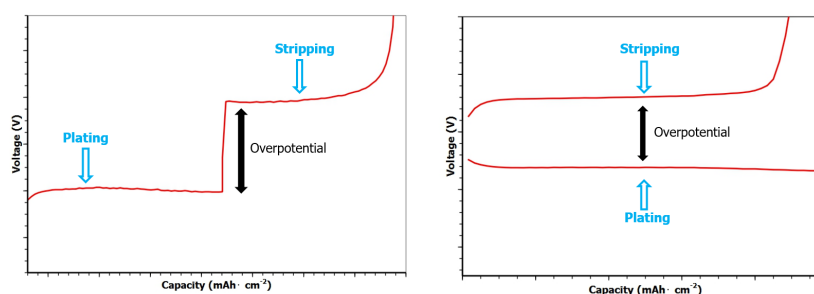 Stripping
Plating
Overpotential
Voltage (V)
Capacity (mAh· cm⁻²)
Stripping
Overpotential
Plating
Voltage (V)
Capacity (mAh· cm⁻²)